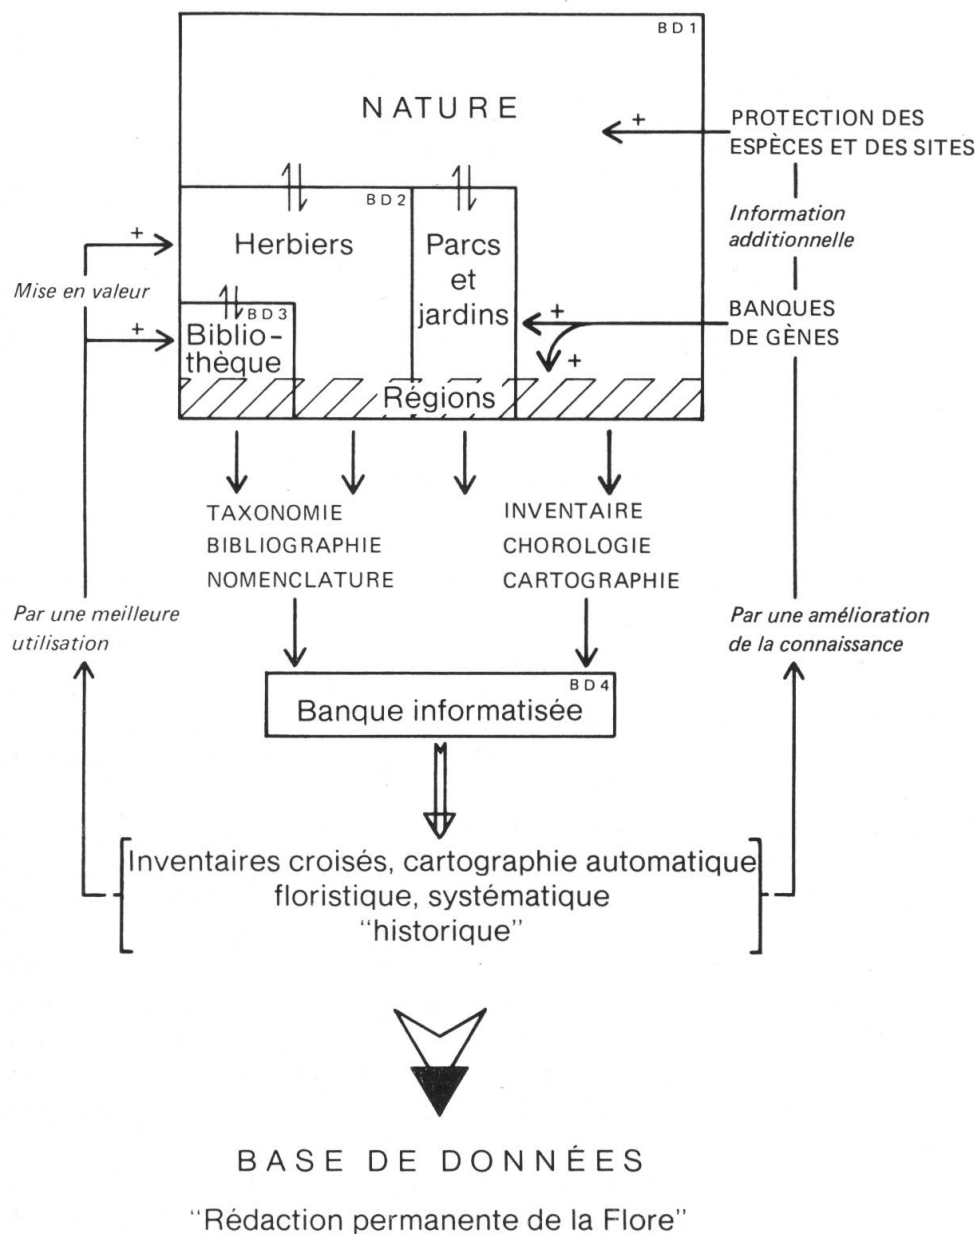 BD1
NATURE
+
PROTECTION DES
ESPÈCES ET DES SITES
BD2
Information
additionnelle
+
Herbiers
Parcs
et
jardins
Mise en valeur
BD3
Biblio-
thèque
+
+
+
BANQUES
DE GÈNES
Régions
TAXONOMIE
BIBLIOGRAPHIE
NOMENCLATURE
INVENTAIRE
CHOROLOGIE
CARTOGRAPHIE
Par une meilleure
utilisation
Par une amélioration
de la connaissance
BD4
Banque informatisée
Inventaires croisés, cartographie automatique
floristique, systématique
“historique”
BASE DE DONNÉES
“Rédaction permanente de la Flore”